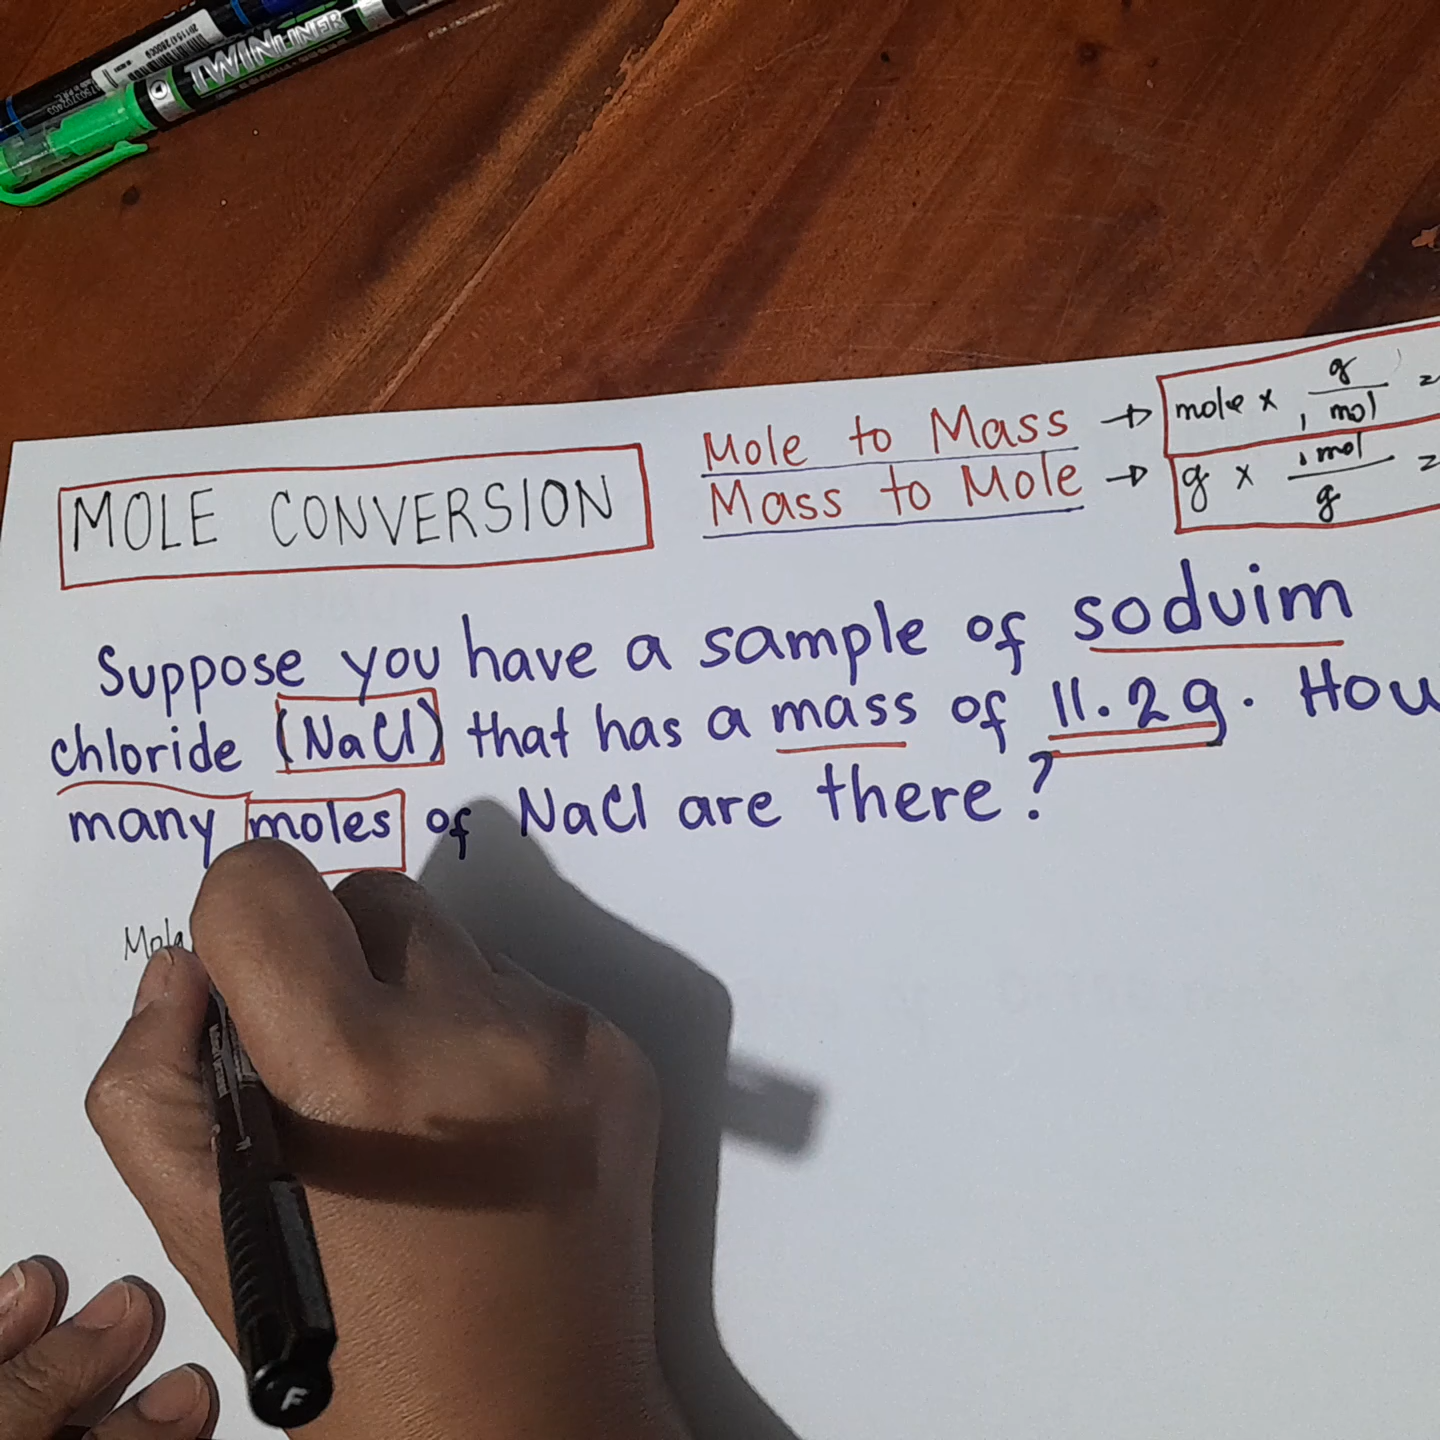 TWINLINER
MOLE CONVERSION
Mole to Mass → mole x g / 1 mol =
Mass to Mole → g x 1 mol / g =
Suppose you have a sample of soduim
chloride (NaCl) that has a mass of 11.2g. How
many moles of NaCl are there?
Mola
F